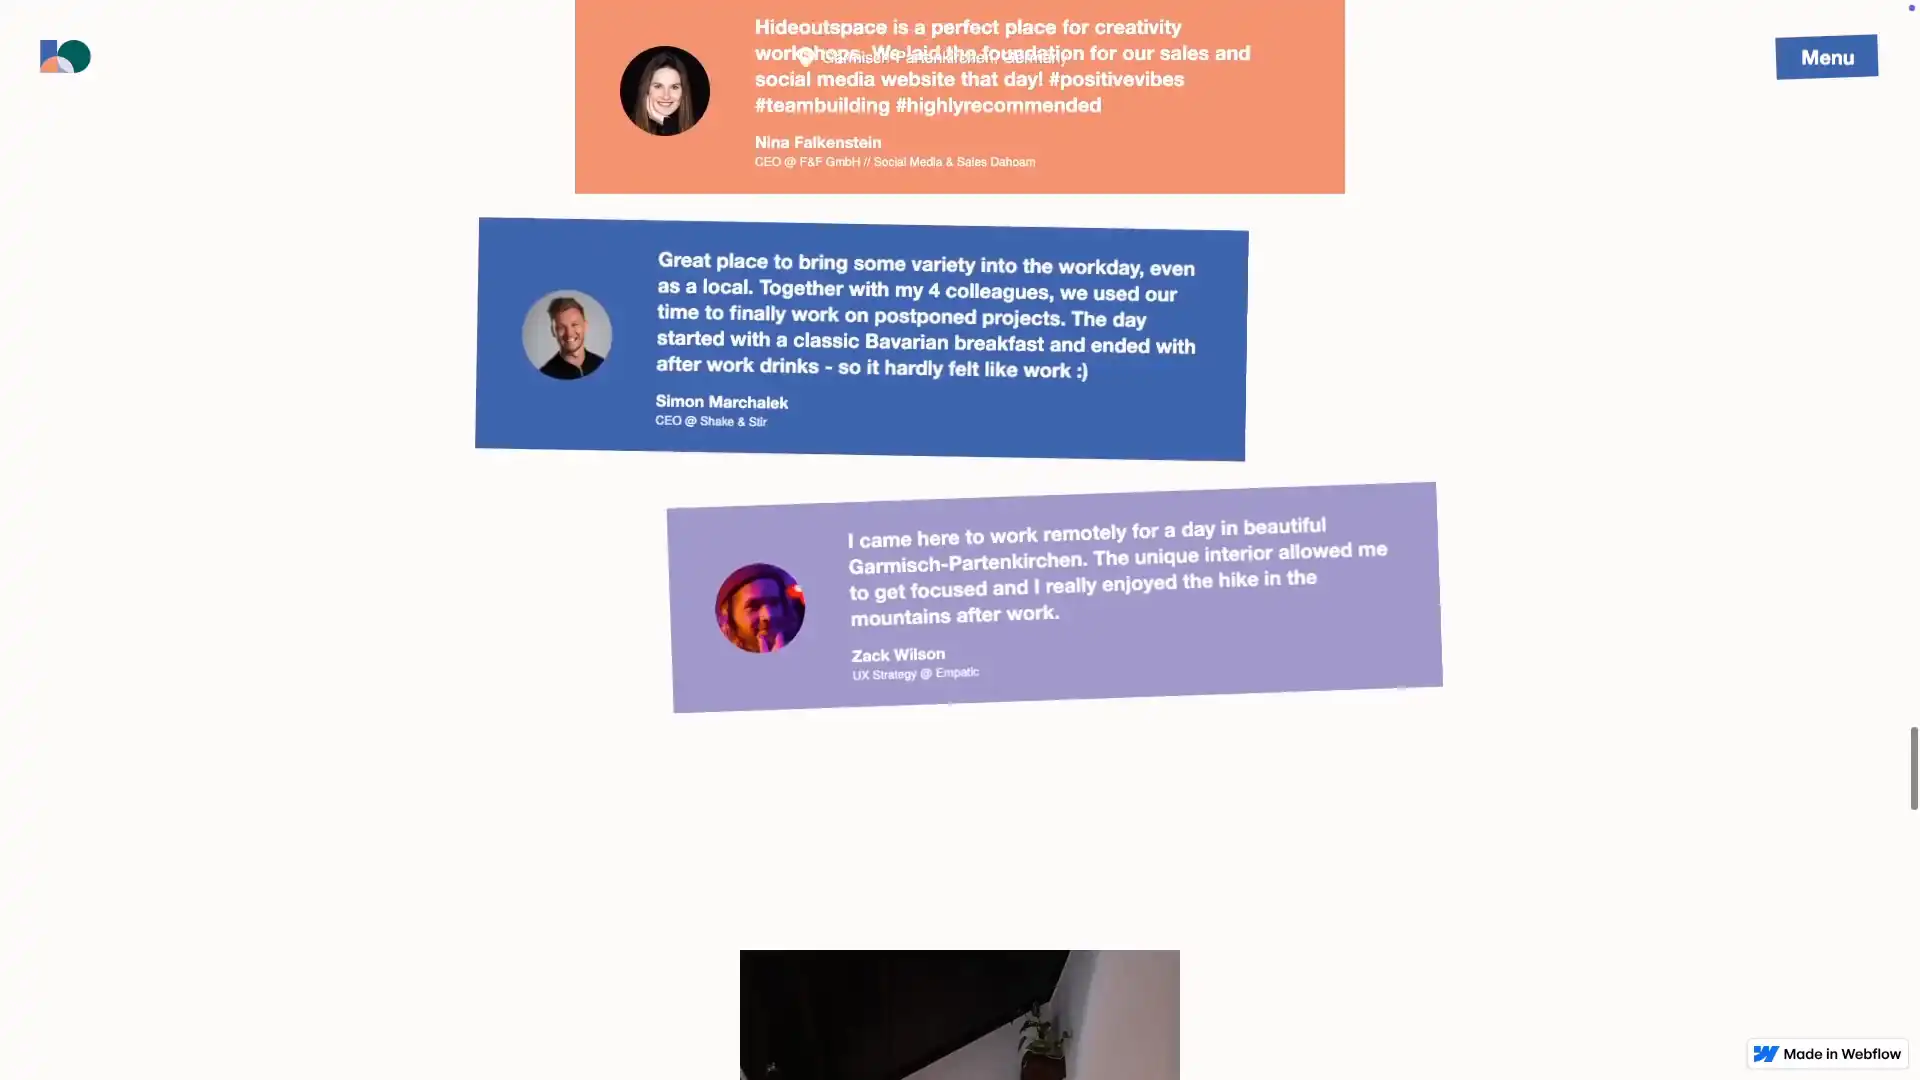 Hideoutspace is a perfect place for creativity
workshops. We laid the foundation for our sales and
Garmisch-Partenkirchen, Germany
social media website that day! #positivevibes
#teambuilding #highlyrecommended
Nina Falkenstein
CEO @ F&F GmbH // Social Media & Sales Dahoam
Menu
Great place to bring some variety into the workday, even
as a local. Together with my 4 colleagues, we used our
time to finally work on postponed projects. The day
started with a classic Bavarian breakfast and ended with
after work drinks - so it hardly felt like work :)
Simon Marchalek
CEO @ Shake & Stir
I came here to work remotely for a day in beautiful
Garmisch-Partenkirchen. The unique interior allowed me
to get focused and I really enjoyed the hike in the
mountains after work.
Zack Wilson
UX Strategy @ Empatic
Made in Webflow